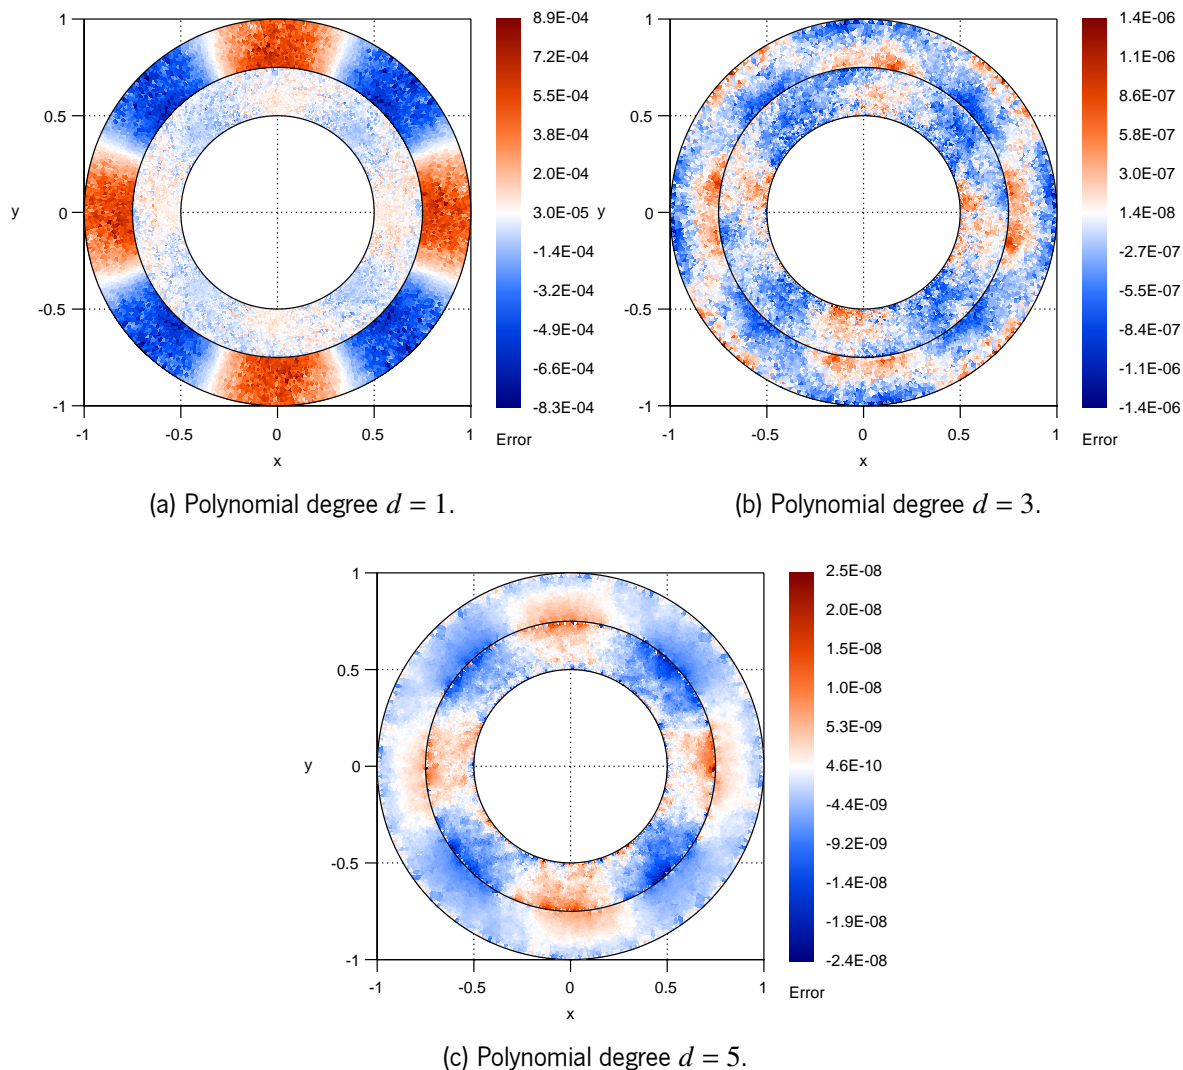 1
0.5
y
0
-0.5
-1
-1
-0.5
0
0.5
1
x
8.9E-04
7.2E-04
5.5E-04
3.8E-04
2.0E-04
3.0E-05
-1.4E-04
-3.2E-04
-4.9E-04
-6.6E-04
-8.3E-04
Error
(a) Polynomial degree d = 1.
1
0.5
y
0
-0.5
-1
-1
-0.5
0
0.5
1
x
1.4E-06
1.1E-06
8.6E-07
5.8E-07
3.0E-07
1.4E-08
-2.7E-07
-5.5E-07
-8.4E-07
-1.1E-06
-1.4E-06
Error
(b) Polynomial degree d = 3.
1
0.5
y
0
-0.5
-1
-1
-0.5
0
0.5
1
x
2.5E-08
2.0E-08
1.5E-08
1.0E-08
5.3E-09
4.6E-10
-4.4E-09
-9.2E-09
-1.4E-08
-1.9E-08
-2.4E-08
Error
(c) Polynomial degree d = 5.